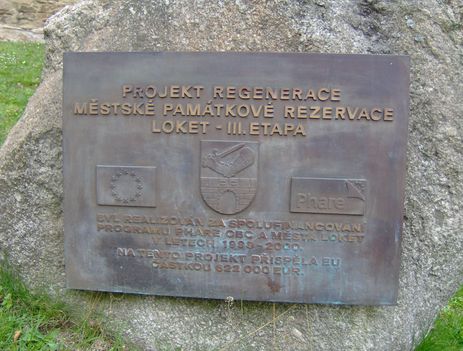 PROJEKT REGENERACE
MĚSTSKÉ PAMÁTKOVÉ REZERVACE
LOKET - III. ETAPA
Phare
BYL REALIZOVÁN ZA SPOLUFINANCOVÁNÍ
PROGRAMU PHARE CBC A MĚSTA LOKET
V LETECH 1999 - 2000.
NA TENTO PROJEKT PŘISPĚLA EU
ČÁSTKOU 622 000 EUR.